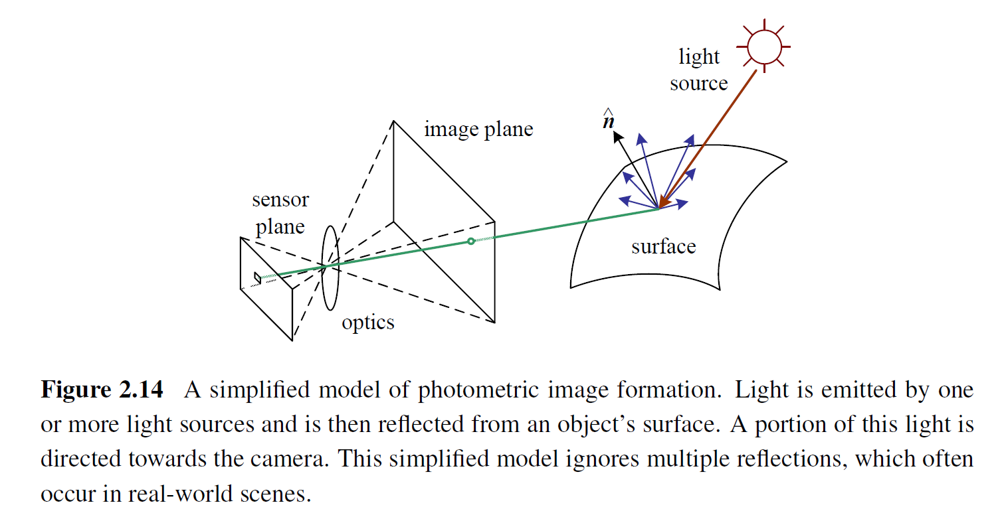 light
source
n̂
image plane
sensor
plane
surface
optics
Figure 2.14 A simplified model of photometric image formation. Light is emitted by one
or more light sources and is then reflected from an object’s surface. A portion of this light is
directed towards the camera. This simplified model ignores multiple reflections, which often
occur in real-world scenes.